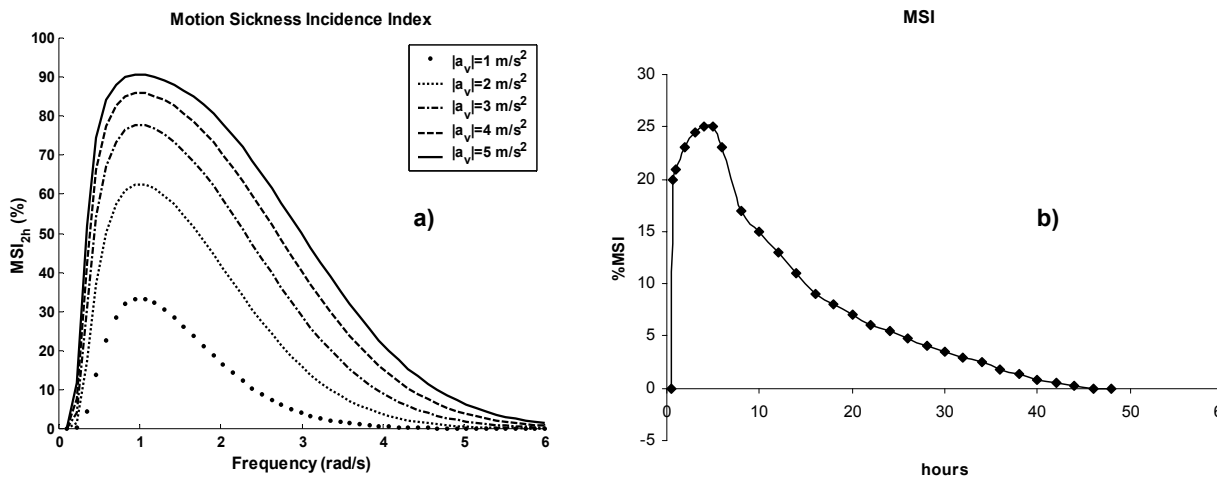 Motion Sickness Incidence Index
100
90
80
70
60
50
40
30
20
10
0
MSI2h (%)
0 1 2 3 4 5 6
Frequency (rad/s)
|av|=1 m/s2
|av|=2 m/s2
|av|=3 m/s2
|av|=4 m/s2
|av|=5 m/s2
a)
MSI
30
25
20
15
10
5
0
-5
%MSI
0 10 20 30 40 50 60
hours
b)